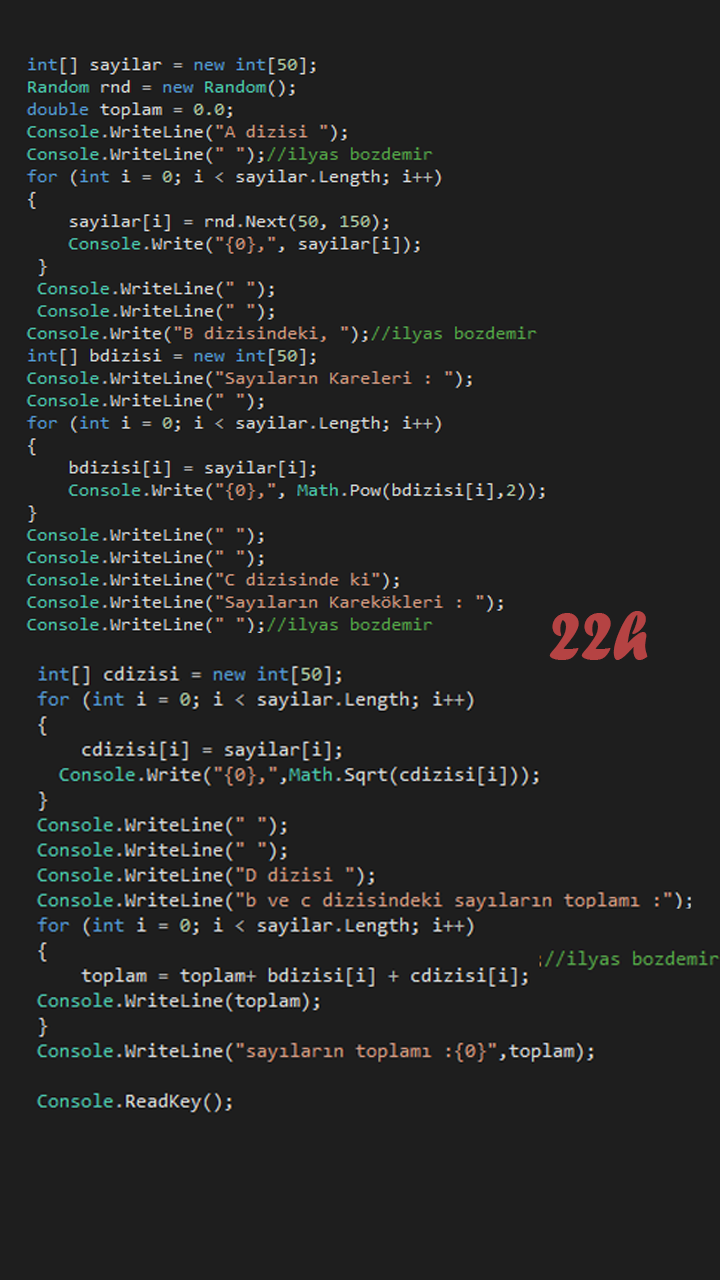 int[] sayilar = new int[50];
Random rnd = new Random();
double toplam = 0.0;
Console.WriteLine("A dizisi ");
Console.WriteLine(" ");//ilyas bozdemir
for (int i = 0; i < sayilar.Length; i++)
{
    sayilar[i] = rnd.Next(50, 150);
    Console.Write("{0},", sayilar[i]);
 }
 Console.WriteLine(" ");
 Console.WriteLine(" ");
Console.Write("B dizisindeki, ");//ilyas bozdemir
int[] bdizisi = new int[50];
Console.WriteLine("Sayıların Kareleri : ");
Console.WriteLine(" ");
for (int i = 0; i < sayilar.Length; i++)
{
    bdizisi[i] = sayilar[i];
    Console.Write("{0},", Math.Pow(bdizisi[i],2));
}
Console.WriteLine(" ");
Console.WriteLine(" ");
Console.WriteLine("C dizisinde ki");
Console.WriteLine("Sayıların Karekökleri : ");
Console.WriteLine(" ");//ilyas bozdemir
22h
int[] cdizisi = new int[50];
for (int i = 0; i < sayilar.Length; i++)
{
    cdizisi[i] = sayilar[i];
  Console.Write("{0},",Math.Sqrt(cdizisi[i]));
}
Console.WriteLine(" ");
Console.WriteLine(" ");
Console.WriteLine("D dizisi ");
Console.WriteLine("b ve c dizisindeki sayıların toplamı :");
for (int i = 0; i < sayilar.Length; i++)
{
;//ilyas bozdemir
    toplam = toplam+ bdizisi[i] + cdizisi[i];
Console.WriteLine(toplam);
}
Console.WriteLine("sayıların toplamı :{0}",toplam);
Console.ReadKey();